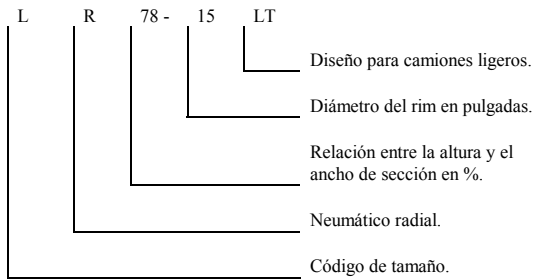 L R 78 - 15 LT
Diseño para camiones ligeros.
Diámetro del rim en pulgadas.
Relación entre la altura y el
ancho de sección en %.
Neumático radial.
Código de tamaño.